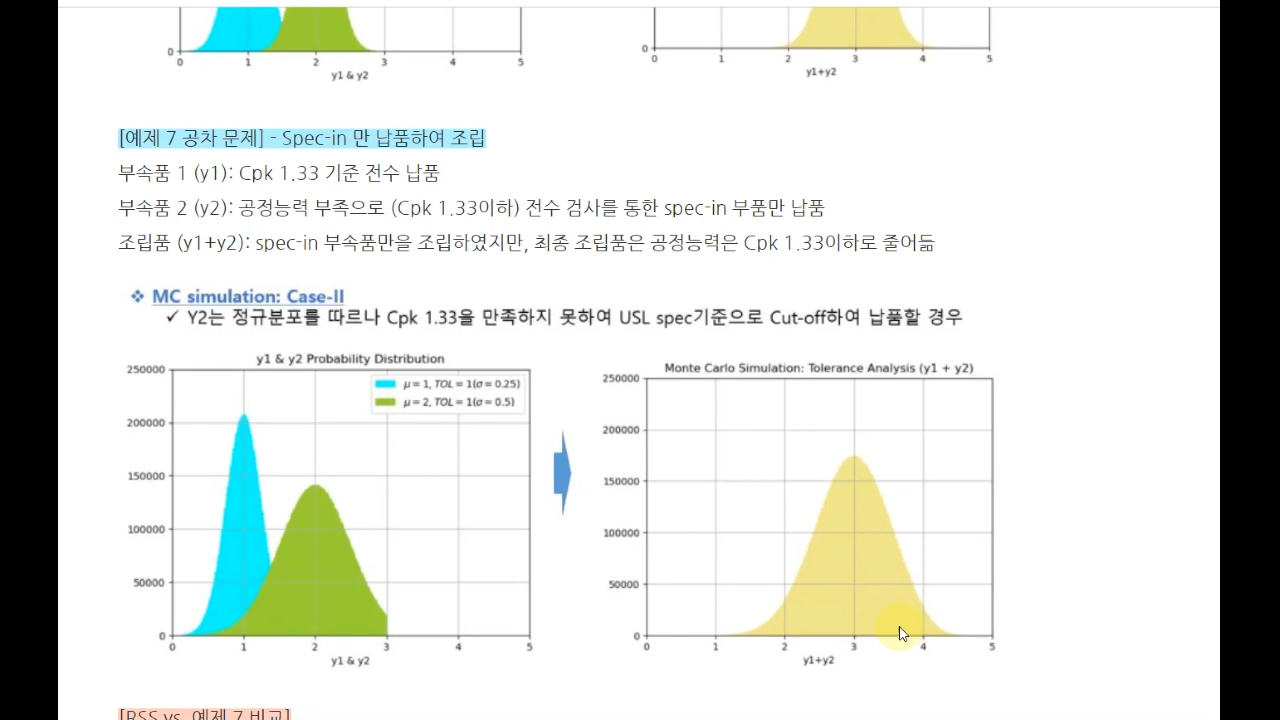 0
0 1 2 3 4 5
y1 & y2
0
0 1 2 3 4 5
y1+y2
[예제 7 공차 문제] - Spec-in 만 납품하여 조립
부속품 1 (y1): Cpk 1.33 기준 전수 납품
부속품 2 (y2): 공정능력 부족으로 (Cpk 1.33이하) 전수 검사를 통한 spec-in 부품만 납품
조립품 (y1+y2): spec-in 부속품만을 조립하였지만, 최종 조립품은 공정능력은 Cpk 1.33이하로 줄어듦
❖ MC simulation: Case-II
✓ Y2는 정규분포를 따르나 Cpk 1.33을 만족하지 못하여 USL spec기준으로 Cut-off하여 납품할 경우
y1 & y2 Probability Distribution
250000
200000
150000
100000
50000
0
μ = 1, TOL = 1(σ = 0.25)
μ = 2, TOL = 1(σ = 0.5)
0 1 2 3 4 5
y1 & y2
Monte Carlo Simulation: Tolerance Analysis (y1 + y2)
250000
200000
150000
100000
50000
0
0 1 2 3 4 5
y1+y2
[RSS vs. 예제 7 비교]